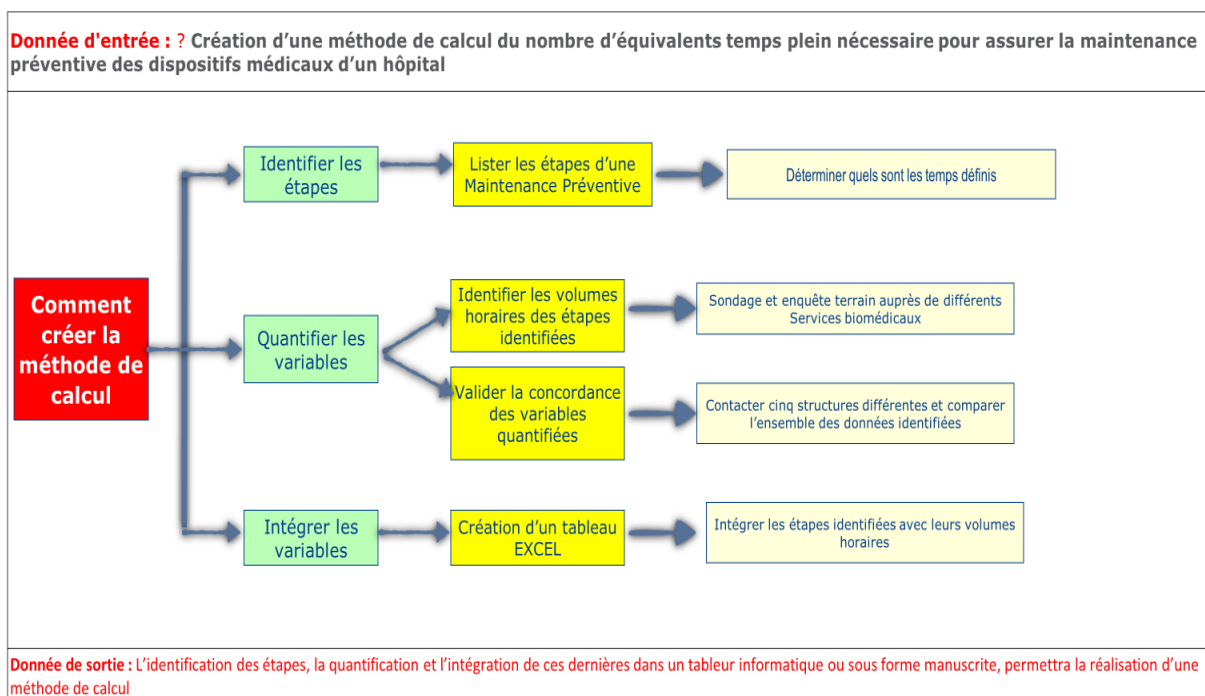 Donnée d'entrée : ? Création d'une méthode de calcul du nombre d'équivalents temps plein nécessaire pour assurer la maintenance
préventive des dispositifs médicaux d'un hôpital
Identifier les
étapes
Lister les étapes d'une
Maintenance Préventive
Déterminer quels sont les temps définis
Comment
créer la
méthode de
calcul
Quantifier les
variables
Identifier les volumes
horaires des étapes
identifiées
Sondage et enquête terrain auprès de différents
Services biomédicaux
Valider la concordance
des variables
quantifiées
Contacter cinq structures différentes et comparer
l'ensemble des données identifiées
Intégrer les
variables
Création d'un tableau
EXCEL
Intégrer les étapes identifiées avec leurs volumes
horaires
Donnée de sortie : L'identification des étapes, la quantification et l'intégration de ces dernières dans un tableur informatique ou sous forme manuscrite, permettra la réalisation d'une
méthode de calcul